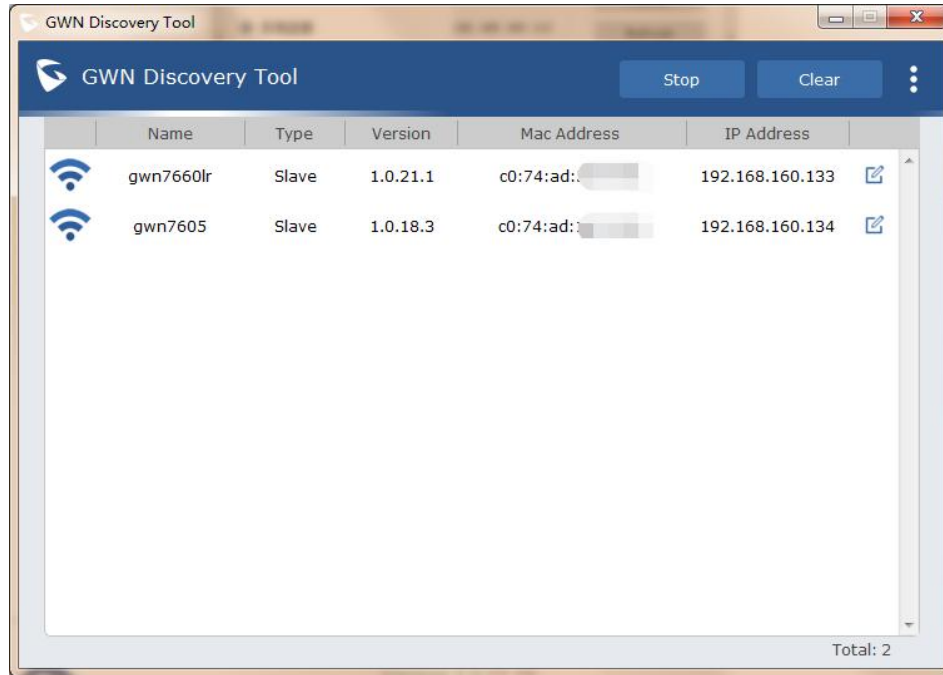 GWN Discovery Tool
GWN Discovery Tool Stop Clear
Name Type Version Mac Address IP Address
gwn7660lr Slave 1.0.21.1 c0:74:ad: 192.168.160.133
gwn7605 Slave 1.0.18.3 c0:74:ad: 192.168.160.134
Total: 2